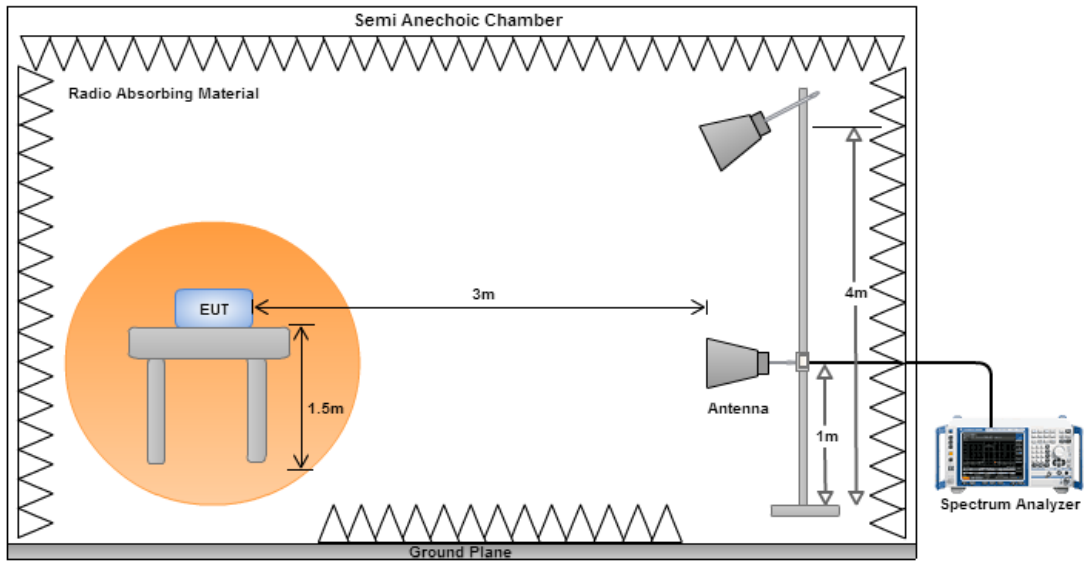 Semi Anechoic Chamber
Radio Absorbing Material
3m
EUT
4m
1.5m
Antenna
1m
Spectrum Analyzer
Ground Plane